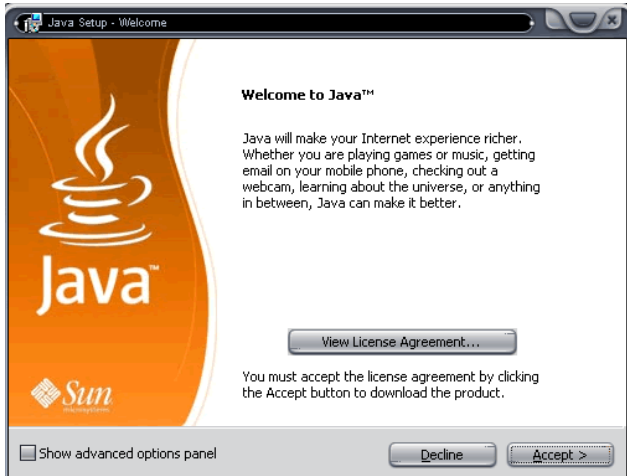 Java Setup - Welcome
Welcome to Java™
Java will make your Internet experience richer.
Whether you are playing games or music, getting
email on your mobile phone, checking out a
webcam, learning about the universe, or anything
in between, Java can make it better.
Java™
View License Agreement...
You must accept the license agreement by clicking
the Accept button to download the product.
Sun
microsystems
Show advanced options panel
Decline
Accept >